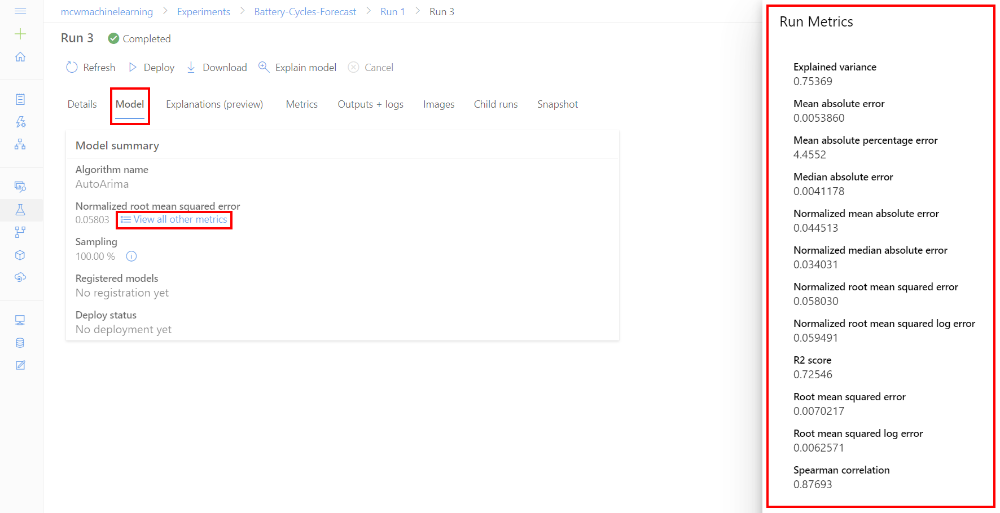 mcwmachinelearning > Experiments > Battery-Cycles-Forecast > Run 1 > Run 3
Run 3 Completed
Refresh Deploy Download Explain model Cancel
Details Model Explanations (preview) Metrics Outputs + logs Images Child runs Snapshot
Model summary
Algorithm name
AutoArima
Normalized root mean squared error
0.05803 View all other metrics
Sampling
100.00 %
Registered models
No registration yet
Deploy status
No deployment yet
Run Metrics
Explained variance
0.75369
Mean absolute error
0.0053860
Mean absolute percentage error
4.4552
Median absolute error
0.0041178
Normalized mean absolute error
0.044513
Normalized median absolute error
0.034031
Normalized root mean squared error
0.058030
Normalized root mean squared log error
0.059491
R2 score
0.72546
Root mean squared error
0.0070217
Root mean squared log error
0.0062571
Spearman correlation
0.87693